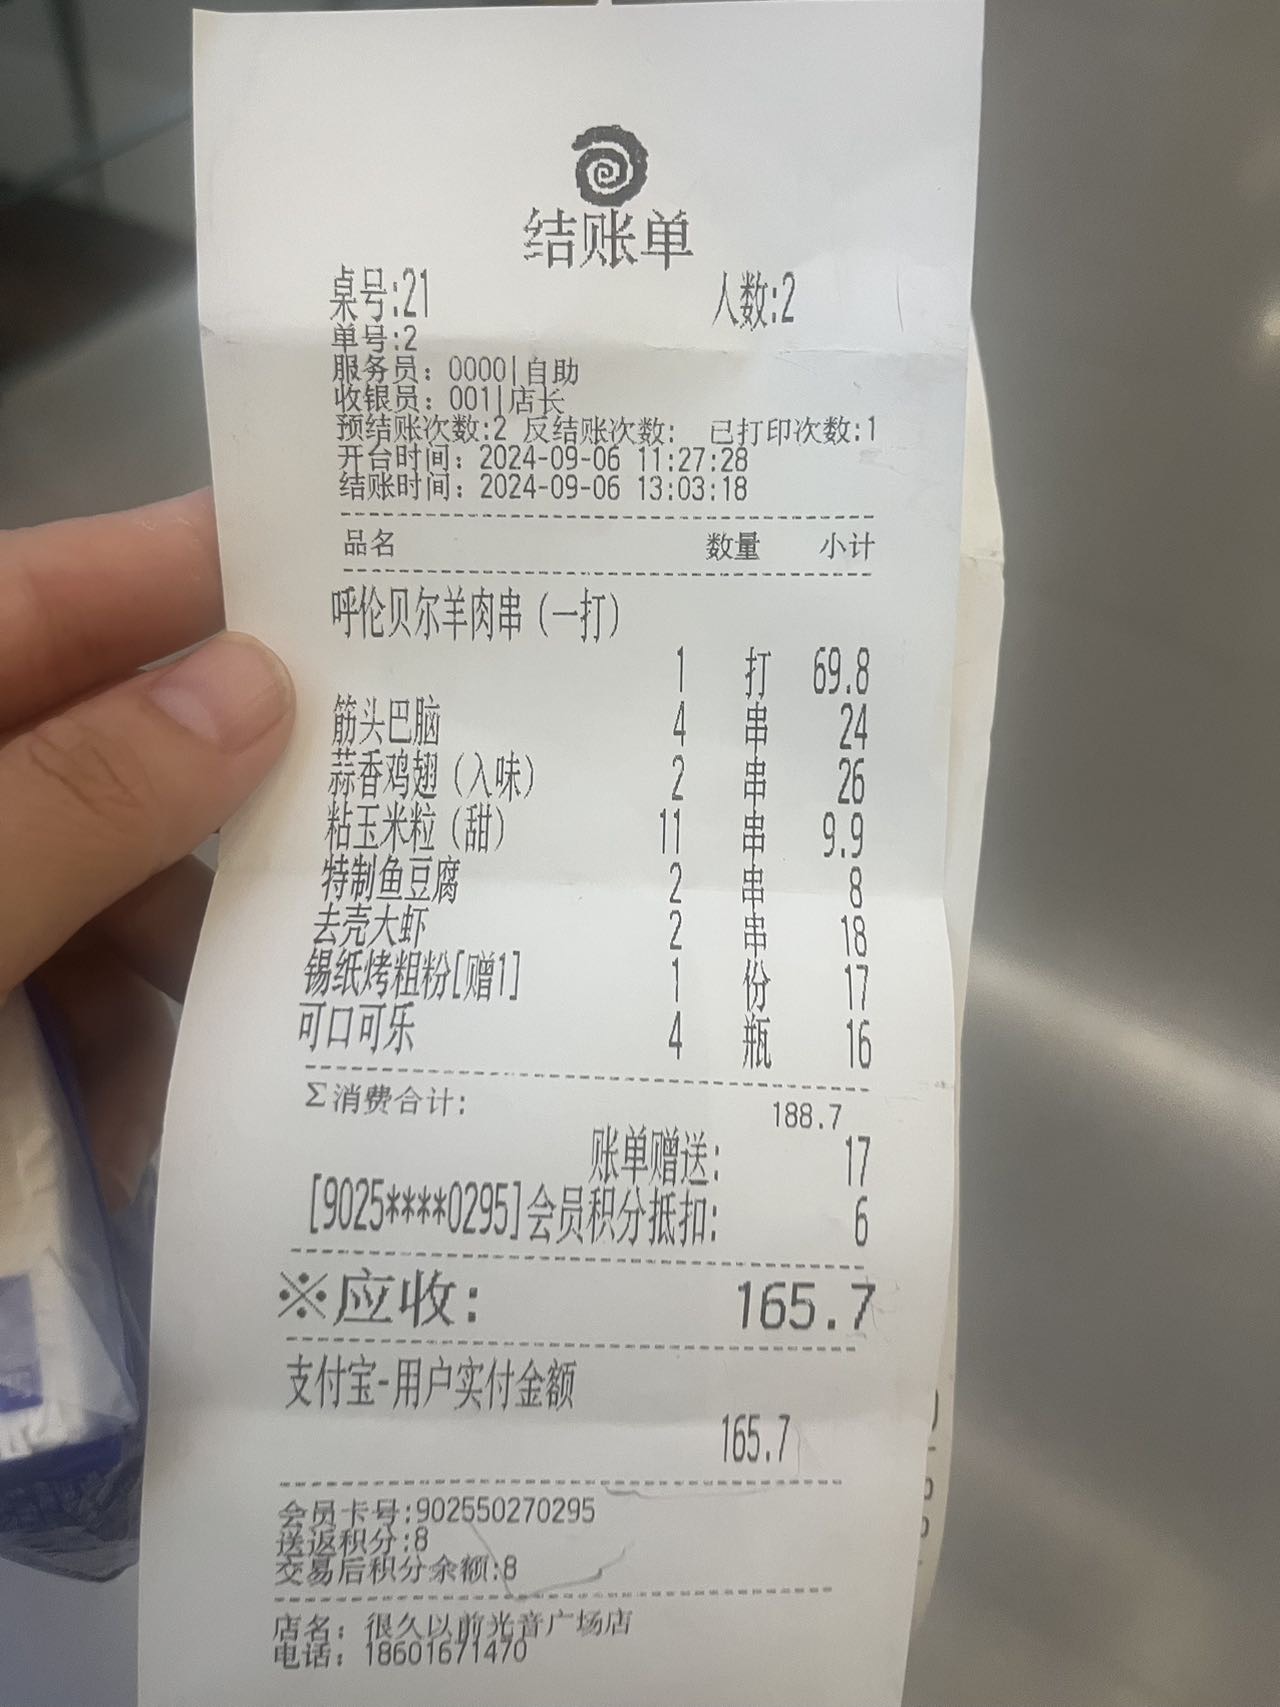 结账单
桌号:21 人数:2
单号:2
服务员：0000|自助
收银员：001|店长
预结账次数:2 反结账次数： 已打印次数:1
开台时间：2024-09-06 11:27:28
结账时间：2024-09-06 13:03:18
品名 数量 小计
呼伦贝尔羊肉串（一打）
1 打 69.8
筋头巴脑 4 串 24
蒜香鸡翅（入味） 2 串 26
粘玉米粒（甜） 11 串 9.9
特制鱼豆腐 2 串 8
去壳大虾 2 串 18
锡纸烤粗粉[赠1] 1 份 17
可口可乐 4 瓶 16
Σ消费合计: 188.7
账单赠送: 17
[9025****0295]会员积分抵扣: 6
※应收: 165.7
支付宝-用户实付金额
165.7
会员卡号:902550270295
送返积分:8
交易后积分余额:8
店名：很久以前光音广场店
电话：18601671470